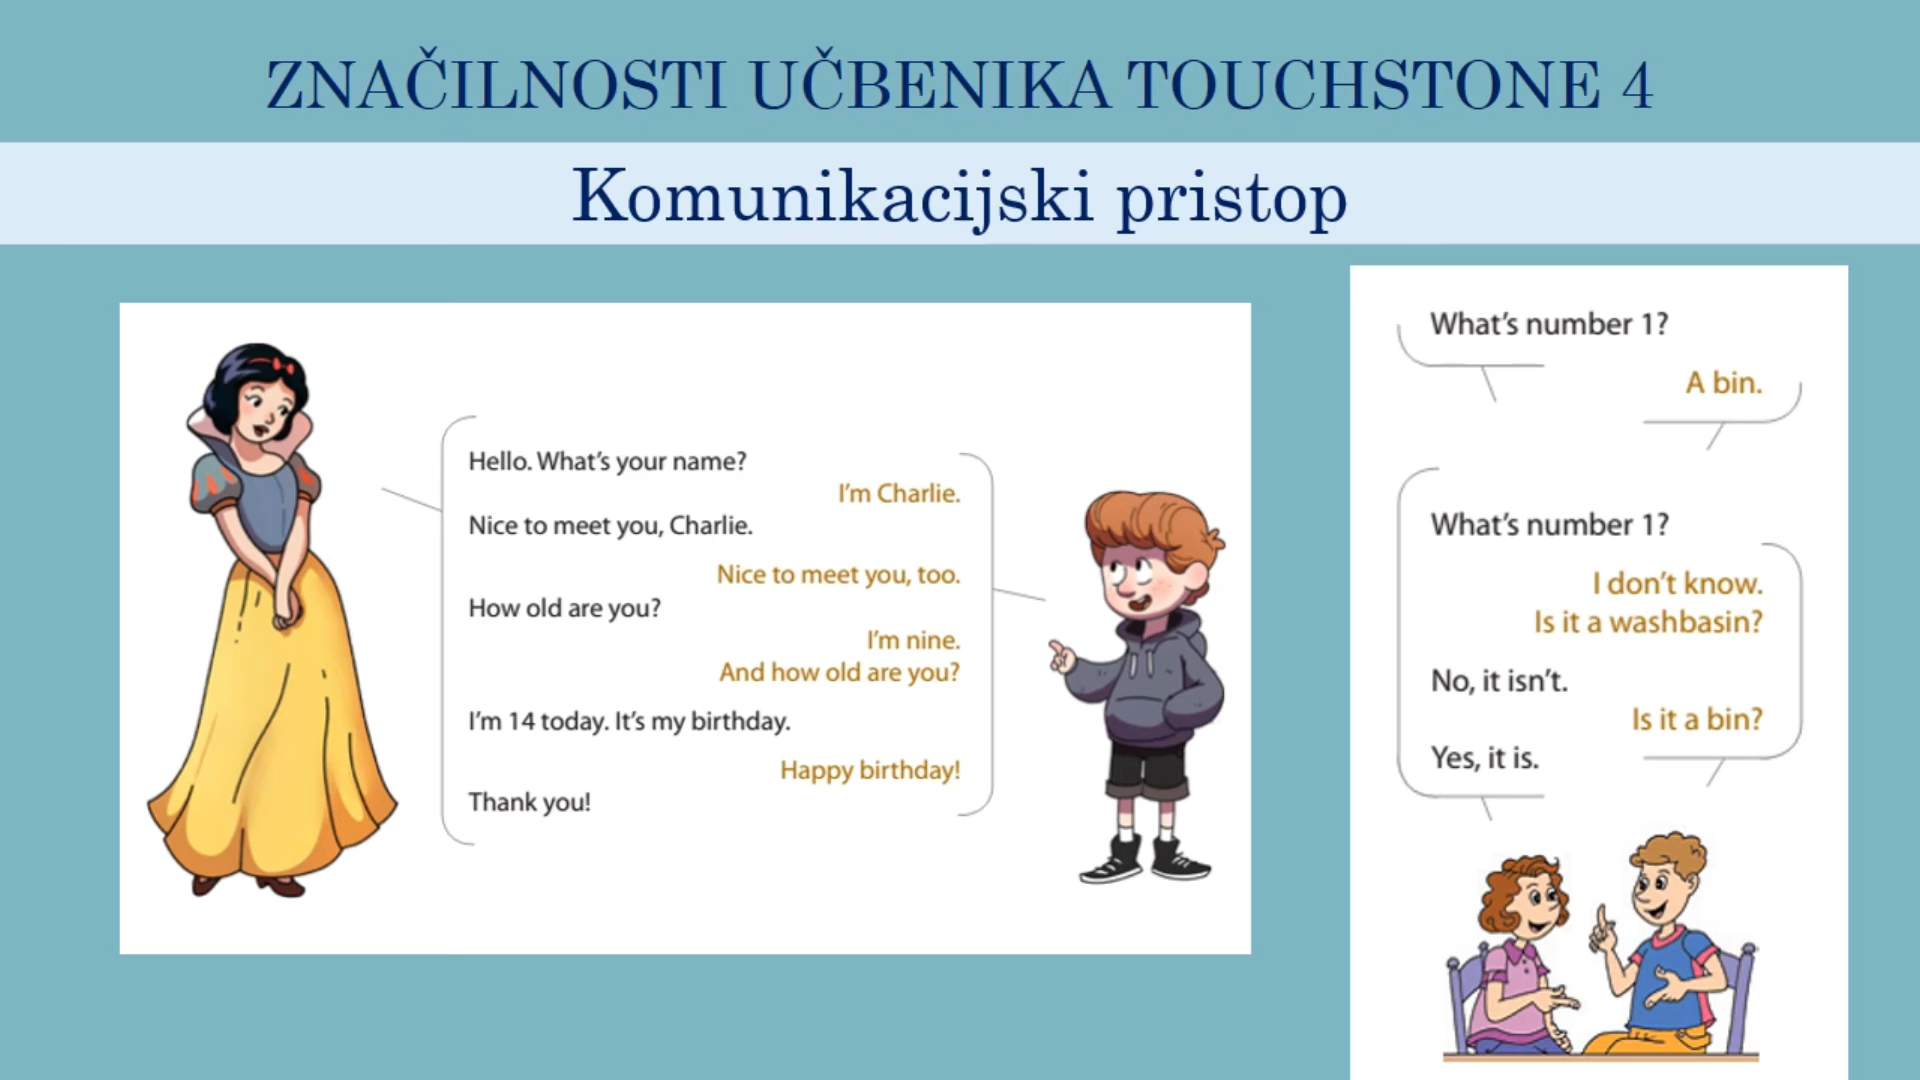 ZNAČILNOSTI UČBENIKA TOUCHSTONE 4
Komunikacijski pristop
Hello. What's your name?
I'm Charlie.
Nice to meet you, Charlie.
Nice to meet you, too.
How old are you?
I'm nine.
And how old are you?
I'm 14 today. It's my birthday.
Happy birthday!
Thank you!
What's number 1?
A bin.
What's number 1?
I don't know.
Is it a washbasin?
No, it isn't.
Is it a bin?
Yes, it is.